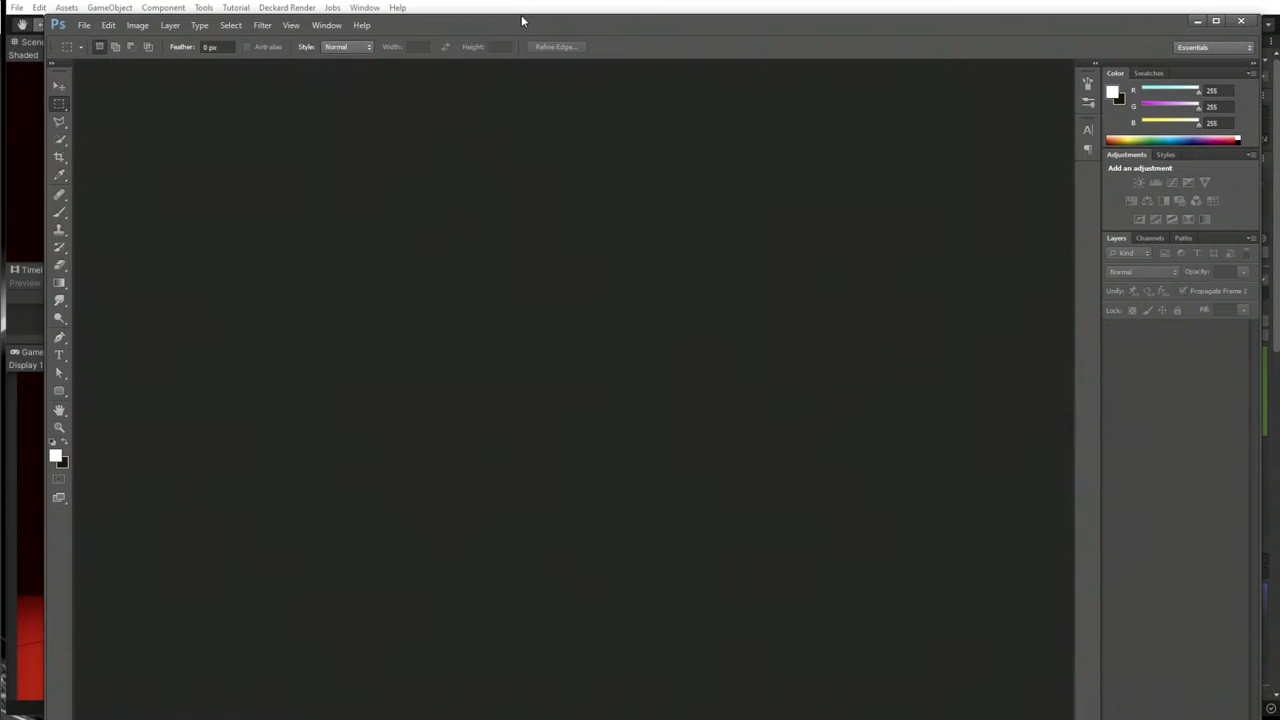 File Edit Assets GameObject Component Tools Tutorial Deckard Render Jobs Window Help
Ps File Edit Image Layer Type Select Filter View Window Help
Feather: 0 px Anti-alias Style: Normal Width: Height: Refine Edge... Essentials
Scen
Shaded
Color Swatches
R 255
G 255
B 255
Adjustments Styles
Add an adjustment
Layers Channels Paths
Kind
Normal Opacity:
Unify: Propagate Frame 1
Lock: Fill:
Timel
Preview
Game
Display 1